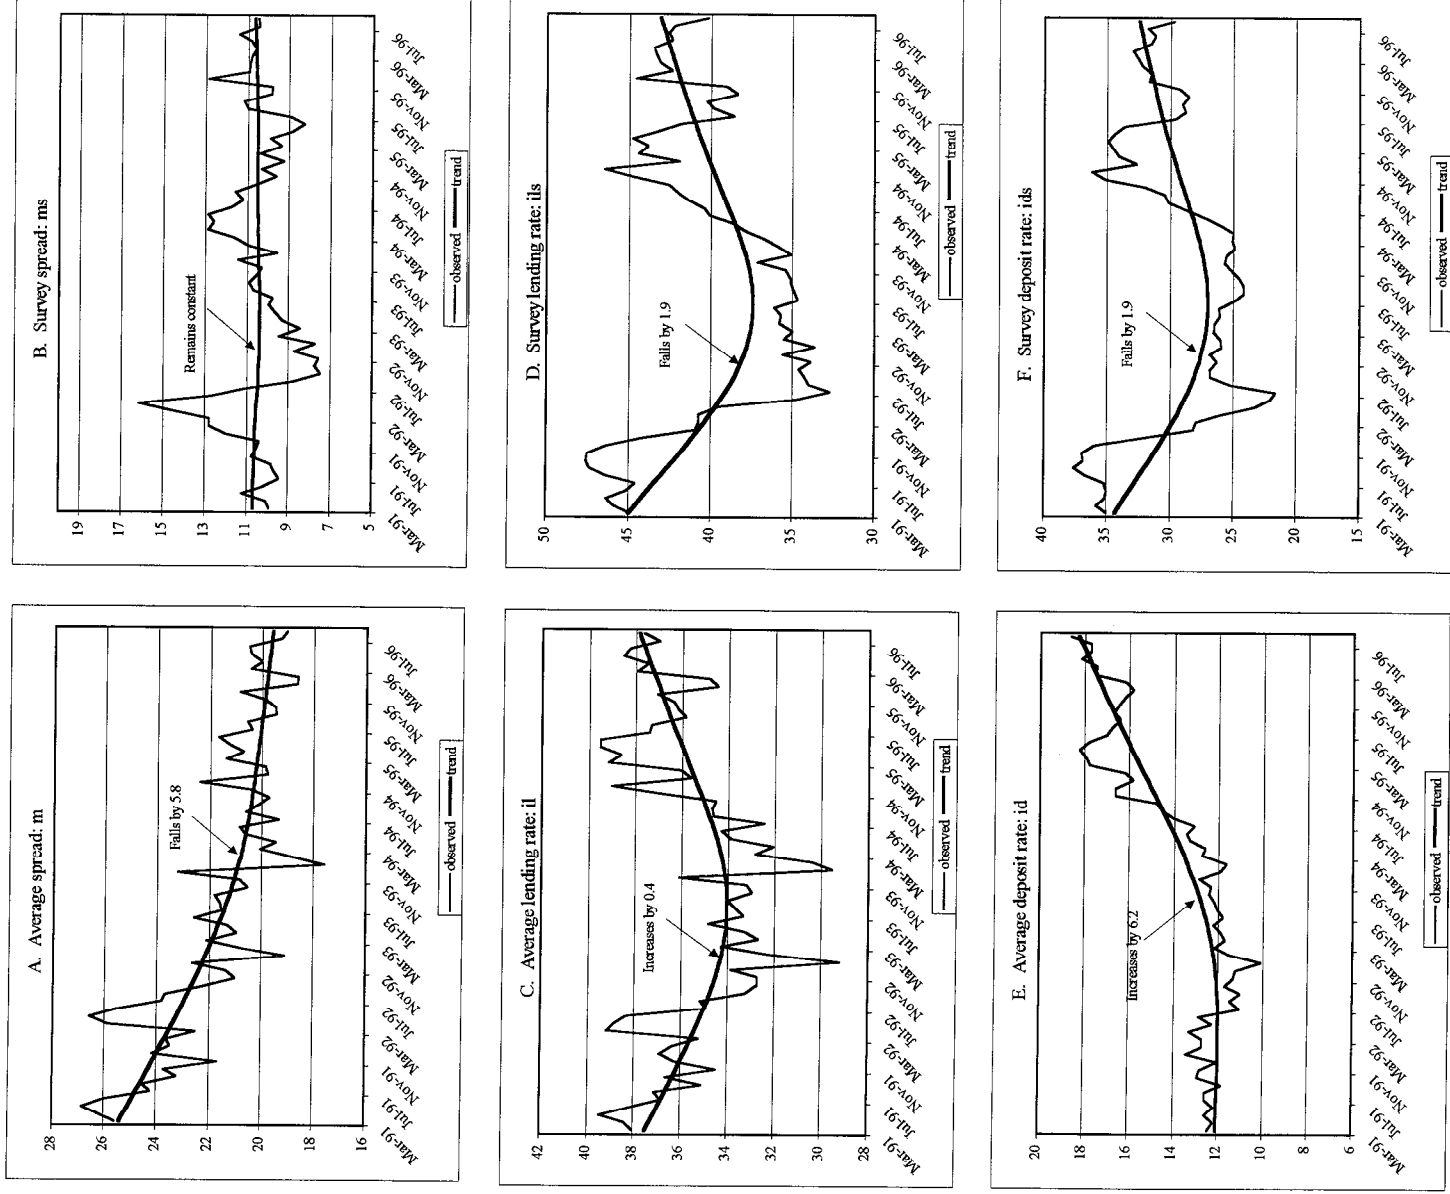 A. Average spread: m
28
26
24
22
20
18
16
Falls by 5.8
Mar-91
Jul-91
Nov-91
Mar-92
Jul-92
Nov-92
Mar-93
Jul-93
Nov-93
Mar-94
Jul-94
Nov-94
Mar-95
Jul-95
Nov-95
Mar-96
Jul-96
observed trend
B. Survey spread: ms
19
17
15
13
11
9
7
5
Remains constant
Mar-91
Jul-91
Nov-91
Mar-92
Jul-92
Nov-92
Mar-93
Jul-93
Nov-93
Mar-94
Jul-94
Nov-94
Mar-95
Jul-95
Nov-95
Mar-96
Jul-96
observed trend
C. Average lending rate: il
42
40
38
36
34
32
30
28
Increases by 0.4
Mar-91
Jul-91
Nov-91
Mar-92
Jul-92
Nov-92
Mar-93
Jul-93
Nov-93
Mar-94
Jul-94
Nov-94
Mar-95
Jul-95
Nov-95
Mar-96
Jul-96
observed trend
D. Survey lending rate: ils
50
45
40
35
30
Falls by 1.9
Mar-91
Jul-91
Nov-91
Mar-92
Jul-92
Nov-92
Mar-93
Jul-93
Nov-93
Mar-94
Jul-94
Nov-94
Mar-95
Jul-95
Nov-95
Mar-96
Jul-96
observed trend
E. Average deposit rate: id
20
18
16
14
12
10
8
6
Increases by 6.2
Mar-91
Jul-91
Nov-91
Mar-92
Jul-92
Nov-92
Mar-93
Jul-93
Nov-93
Mar-94
Jul-94
Nov-94
Mar-95
Jul-95
Nov-95
Mar-96
Jul-96
observed trend
F. Survey deposit rate: ids
40
35
30
25
20
15
Falls by 1.9
Mar-91
Jul-91
Nov-91
Mar-92
Jul-92
Nov-92
Mar-93
Jul-93
Nov-93
Mar-94
Jul-94
Nov-94
Mar-95
Jul-95
Nov-95
Mar-96
Jul-96
observed trend